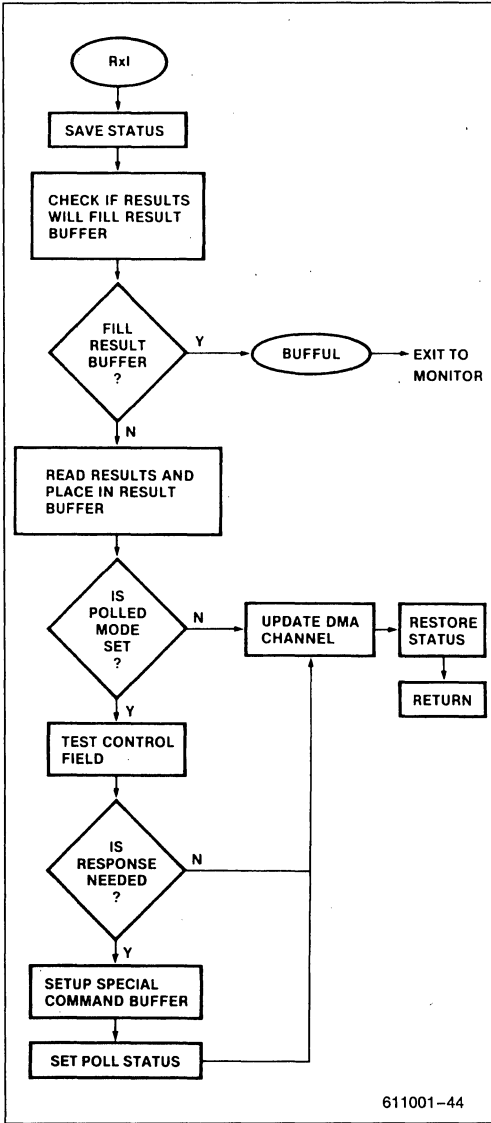 RxI
SAVE STATUS
CHECK IF RESULTS
WILL FILL RESULT
BUFFER
FILL
RESULT
BUFFER
?
Y
BUFFUL
EXIT TO
MONITOR
N
READ RESULTS AND
PLACE IN RESULT
BUFFER
IS
POLLED
MODE
SET
?
N
UPDATE DMA
CHANNEL
RESTORE
STATUS
RETURN
Y
TEST CONTROL
FIELD
IS
RESPONSE
NEEDED
?
N
Y
SETUP SPECIAL
COMMAND BUFFER
SET POLL STATUS
611001-44